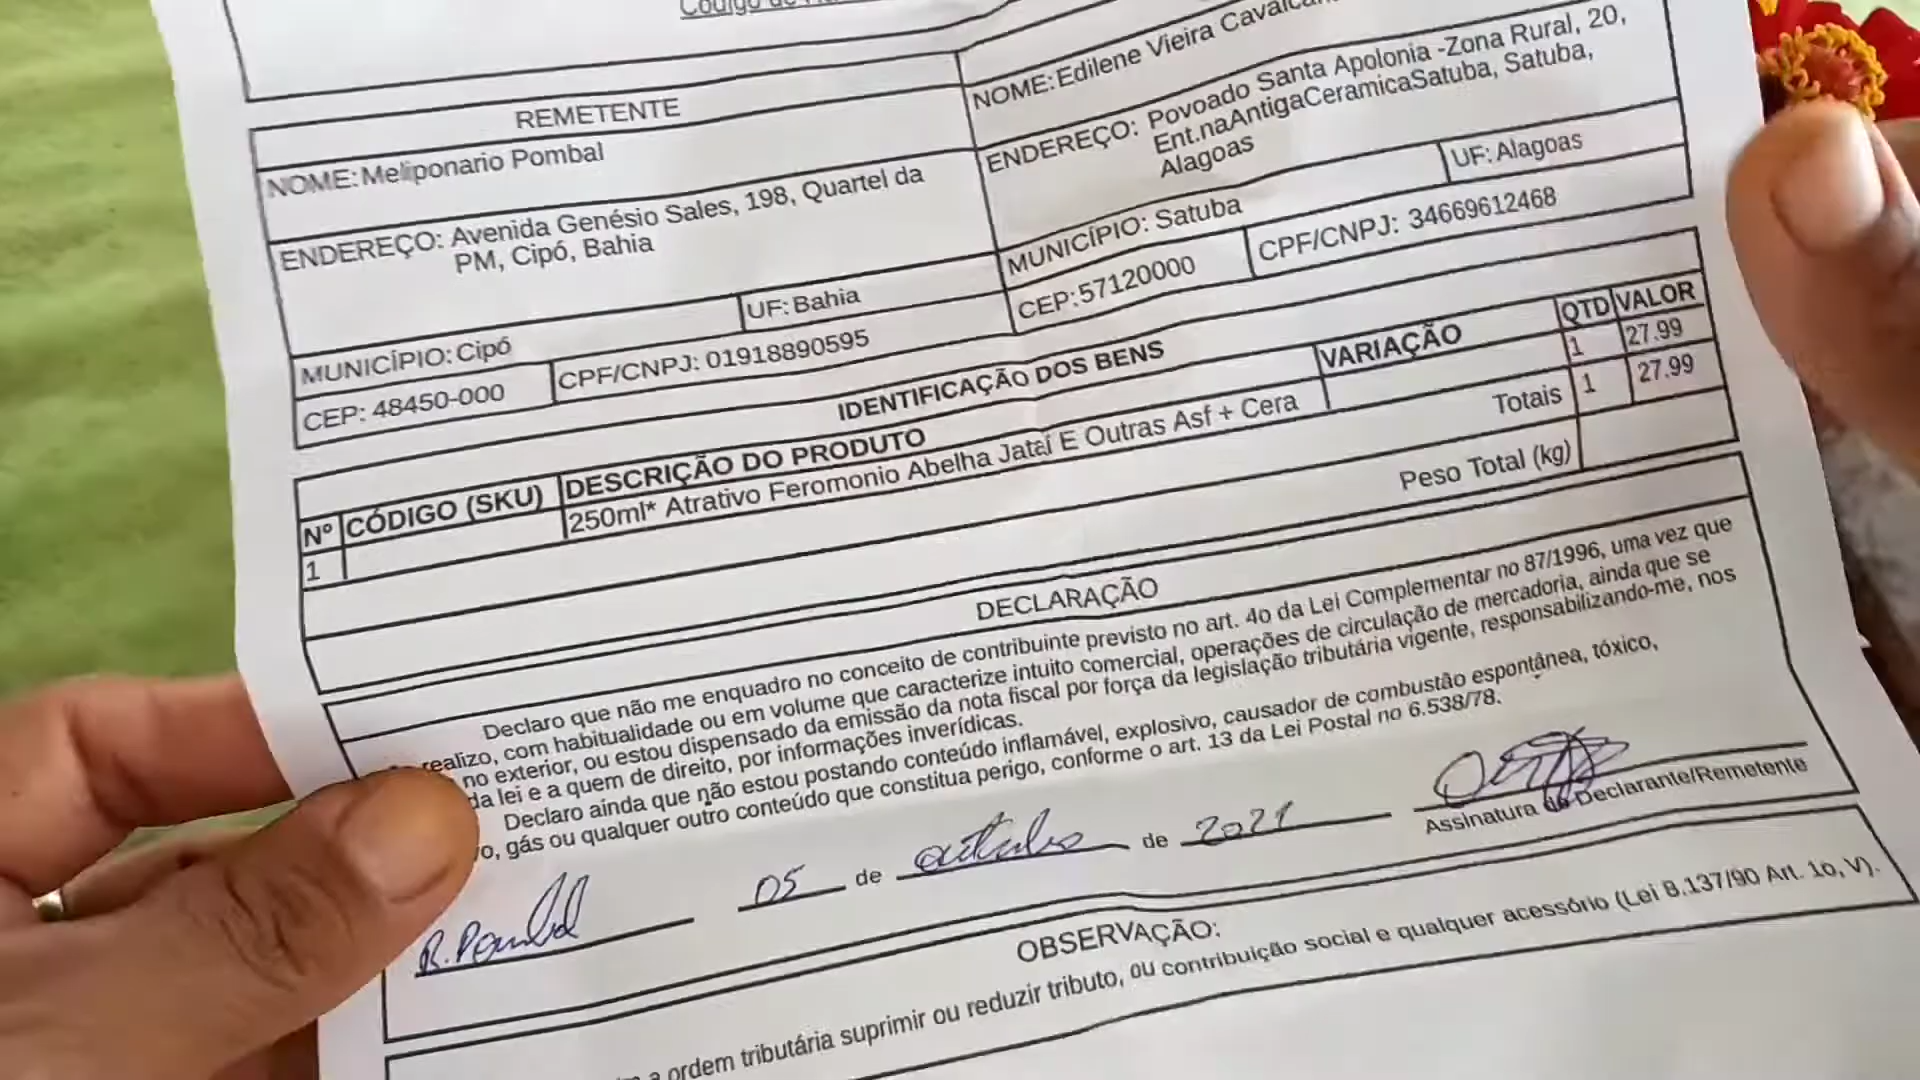 REMETENTE
NOME: Meliponario Pombal
ENDEREÇO: Avenida Genésio Sales, 198, Quartel da
PM, Cipó, Bahia
MUNICÍPIO: Cipó
UF: Bahia
CEP: 48450-000
CPF/CNPJ: 01918890595
NOME: Edilene Vieira
ENDEREÇO: Povoado Santa Apolonia -Zona Rural, 20,
Ent.naAntigaCeramicaSatuba, Satuba,
Alagoas
MUNICÍPIO: Satuba
UF: Alagoas
CEP: 57120000
CPF/CNPJ: 34669612468
IDENTIFICAÇÃO DOS BENS
Nº CÓDIGO (SKU) DESCRIÇÃO DO PRODUTO VARIAÇÃO QTD VALOR
1 250ml* Atrativo Feromonio Abelha Jataí E Outras Asf + Cera 1 27.99
Totais 1 27.99
Peso Total (kg)
DECLARAÇÃO
Declaro que não me enquadro no conceito de contribuinte previsto no art. 4o da Lei Complementar no 87/1996, uma vez que
realizo, com habitualidade ou em volume que caracterize intuito comercial, operações de circulação de mercadoria, ainda que se
no exterior, ou estou dispensado da emissão da nota fiscal por força da legislação tributária vigente, responsabilizando-me, nos
da lei e a quem de direito, por informações inverídicas.
Declaro ainda que não estou postando conteúdo inflamável, explosivo, causador de combustão espontânea, tóxico,
gás ou qualquer outro conteúdo que constitua perigo, conforme o art. 13 da Lei Postal no 6.538/78.
R. Pombal 05 de outubro de 2021
Assinatura do Declarante/Remetente
OBSERVAÇÃO:
a ordem tributária suprimir ou reduzir tributo, ou contribuição social e qualquer acessório (Lei 8.137/90 Art. 1o, V).